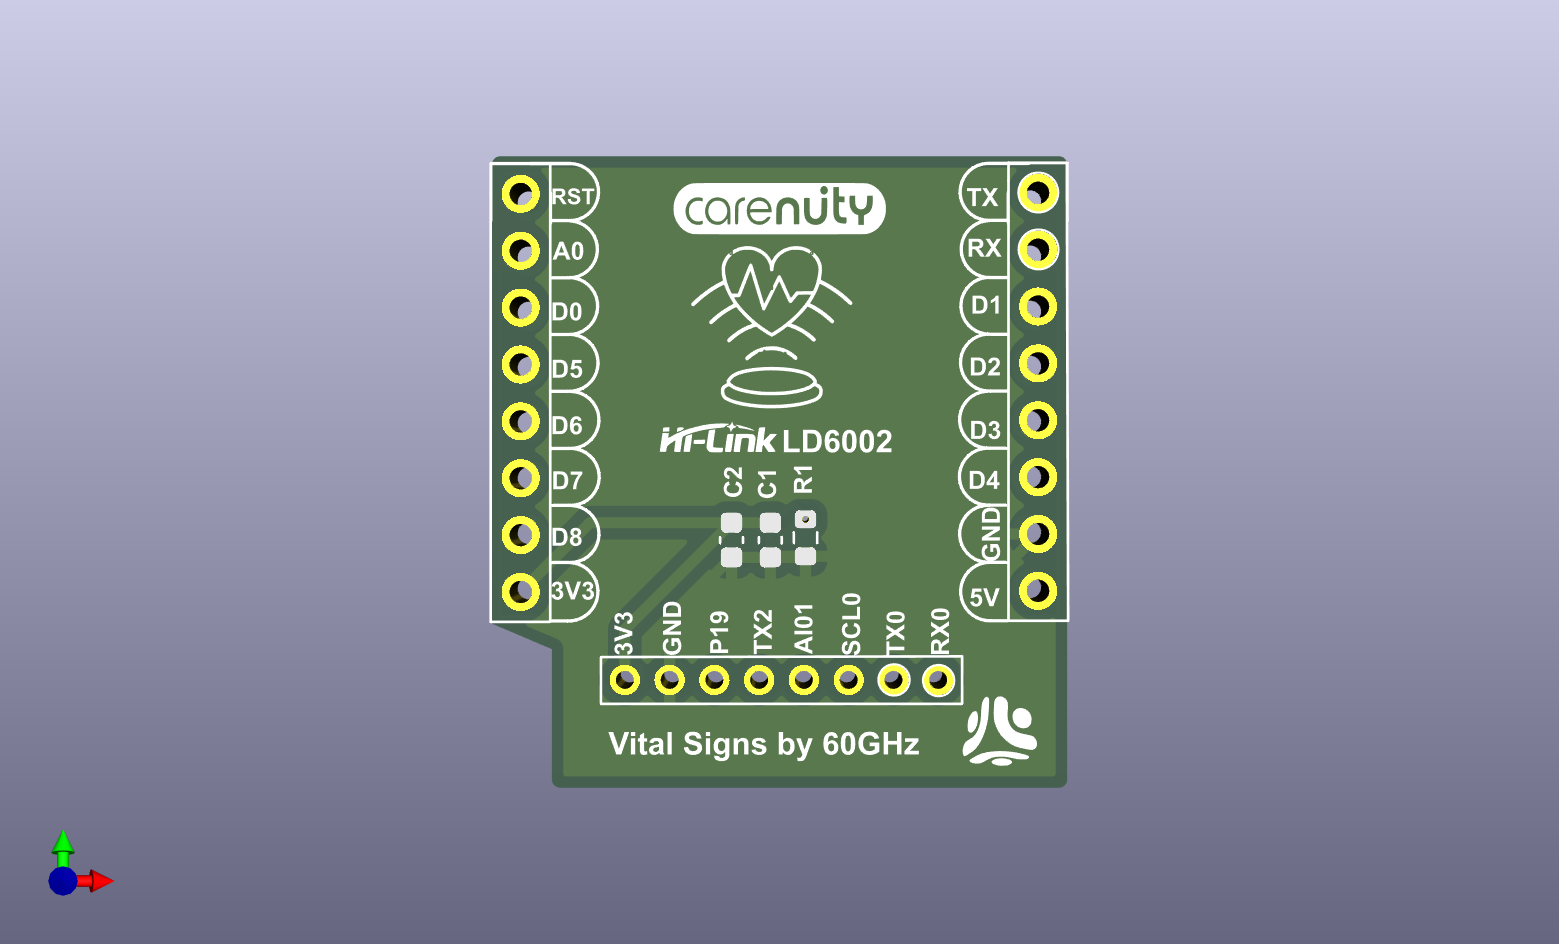 carenuty
RST
A0
D0
D5
D6
D7
D8
3V3
TX
RX
D1
D2
D3
D4
GND
5V
Hi-Link LD6002
C2 C1 R1
3V3 GND P19 TX2 AI01 SCL0 TX0 RX0
Vital Signs by 60GHz